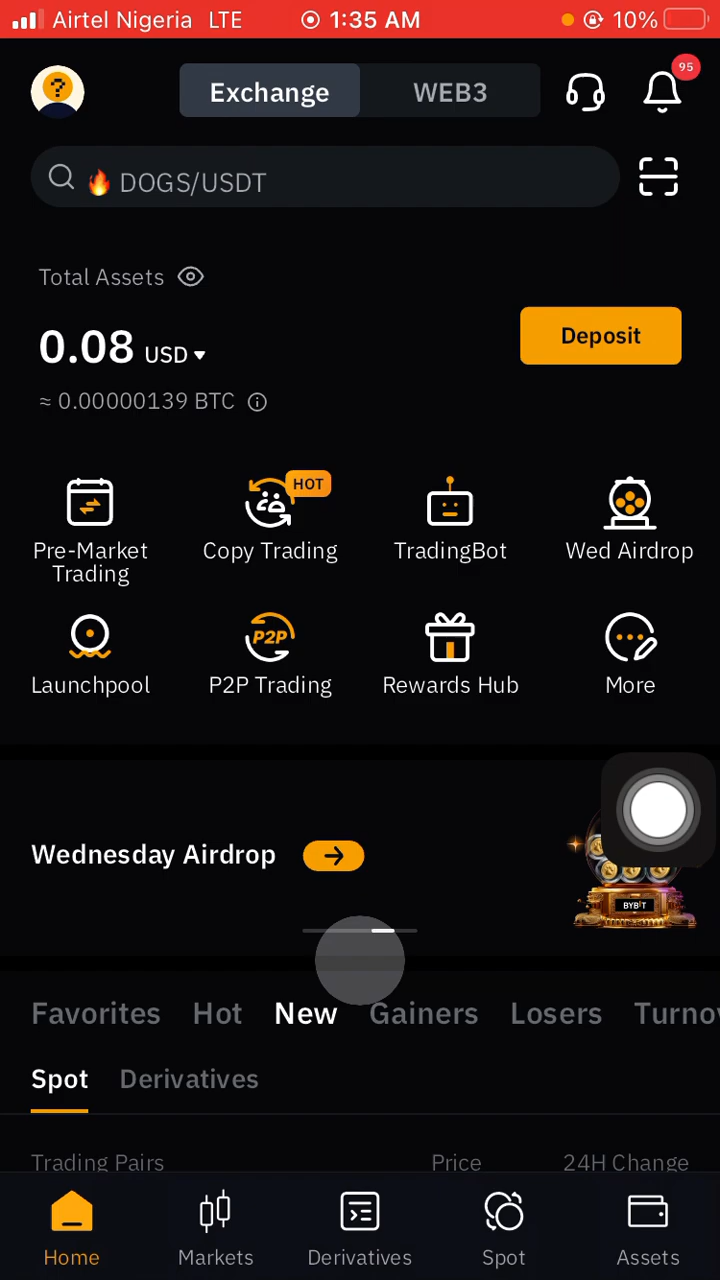 Airtel Nigeria LTE 1:35 AM 10%
?
Exchange WEB3 95
DOGS/USDT
Total Assets
0.08 USD
Deposit
≈ 0.00000139 BTC
HOT
Pre-Market Trading
Copy Trading
TradingBot
Wed Airdrop
P2P
Launchpool
P2P Trading
Rewards Hub
More
Wednesday Airdrop
BYBIT
Favorites Hot New Gainers Losers Turnov
Spot Derivatives
Trading Pairs Price 24H Change
Home Markets Derivatives Spot Assets